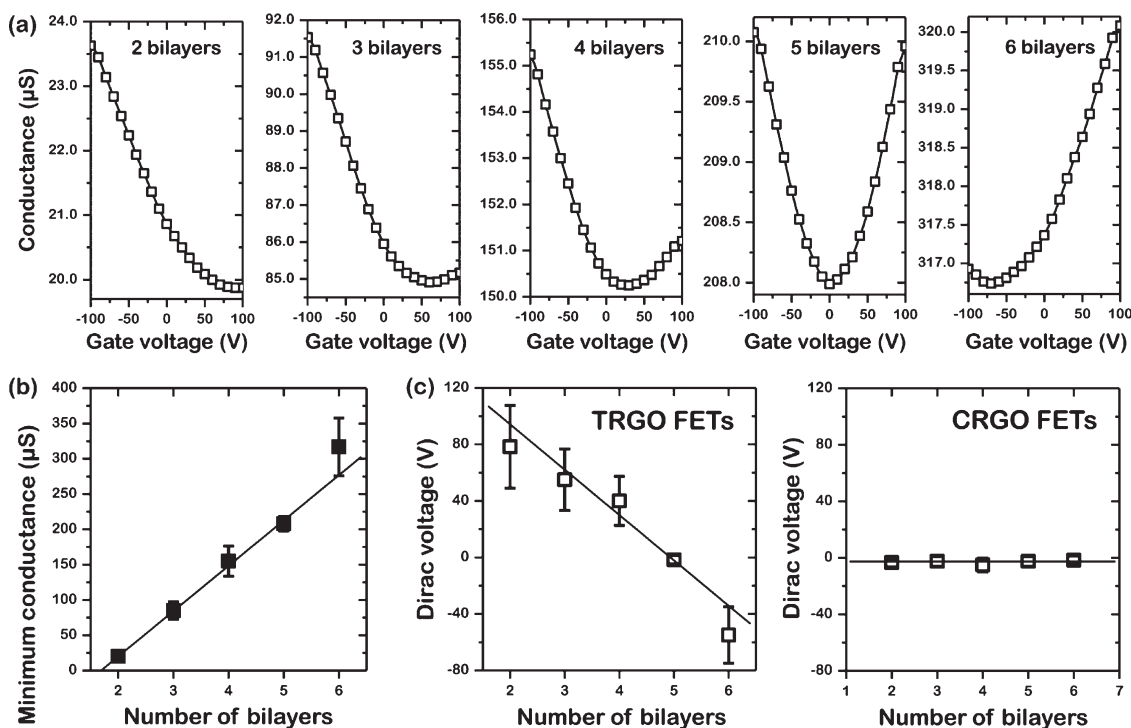 (a)
2 bilayers
3 bilayers
4 bilayers
5 bilayers
6 bilayers
Conductance (µS)
24.0
23.0
22.0
21.0
20.0
92.0
91.0
90.0
89.0
88.0
87.0
86.0
85.0
156.0
155.0
154.0
153.0
152.0
151.0
150.0
210.0
209.5
209.0
208.5
208.0
320.0
319.5
319.0
318.5
318.0
317.5
317.0
-100 -50 0 50 100
-100 -50 0 50 100
-100 -50 0 50 100
-100 -50 0 50 100
-100 -50 0 50 100
Gate voltage (V)
Gate voltage (V)
Gate voltage (V)
Gate voltage (V)
Gate voltage (V)
(b)
Minimum conductance (µS)
400
350
300
250
200
150
100
50
0
2 3 4 5 6
Number of bilayers
(c)
TRGO FETs
Dirac voltage (V)
120
80
40
0
-40
-80
2 3 4 5 6
Number of bilayers
CRGO FETs
Dirac voltage (V)
120
80
40
0
-40
-80
1 2 3 4 5 6 7
Number of bilayers